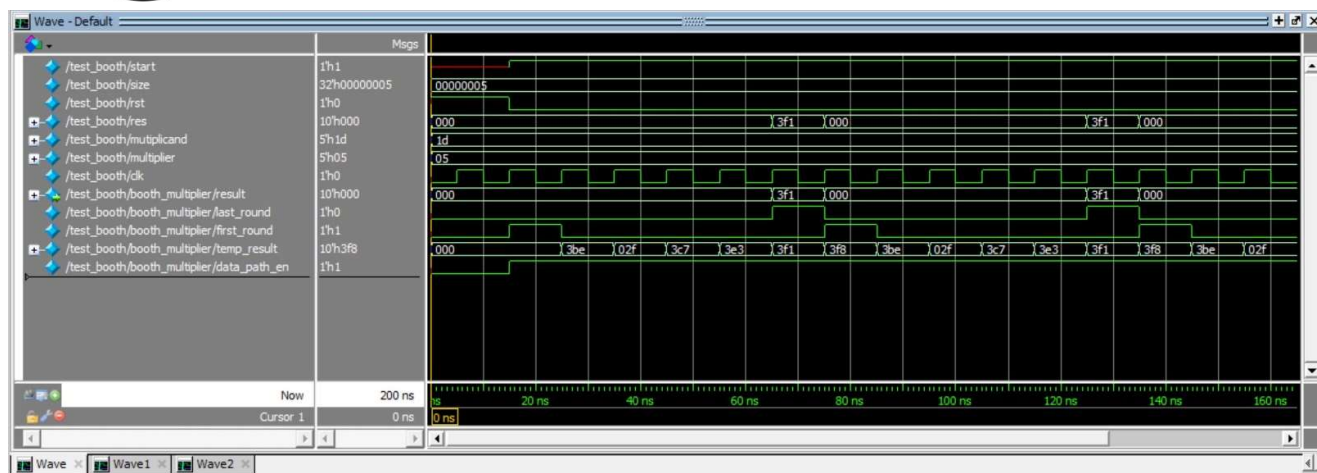 Wave - Default
Msgs
/test_booth/start 1'h1
/test_booth/size 32'h00000005 00000005
/test_booth/rst 1'h0
/test_booth/res 10'h000 000 3f1 000 3f1 000
/test_booth/mutiplicand 5'h1d 1d
/test_booth/multiplier 5'h05 05
/test_booth/clk 1'h0
/test_booth/booth_multiplier/result 10'h000 000 3f1 000 3f1 000
/test_booth/booth_multiplier/last_round 1'h0
/test_booth/booth_multiplier/first_round 1'h1
/test_booth/booth_multiplier/temp_result 10'h3f8 000 3be 02f 3c7 3e3 3f1 3f8 3be 02f 3c7 3e3 3f1 3f8 3be 02f
/test_booth/booth_multiplier/data_path_en 1'h1
Now 200 ns ns 20 ns 40 ns 60 ns 80 ns 100 ns 120 ns 140 ns 160 ns
Cursor 1 0 ns 0 ns
Wave Wave1 Wave2